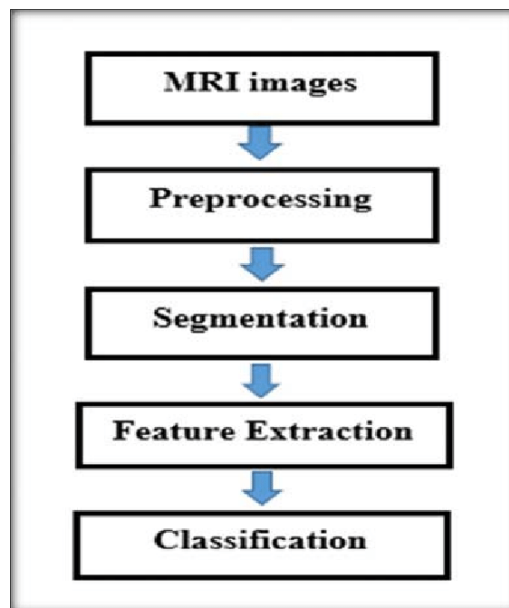 MRI images
Preprocessing
Segmentation
Feature Extraction
Classification